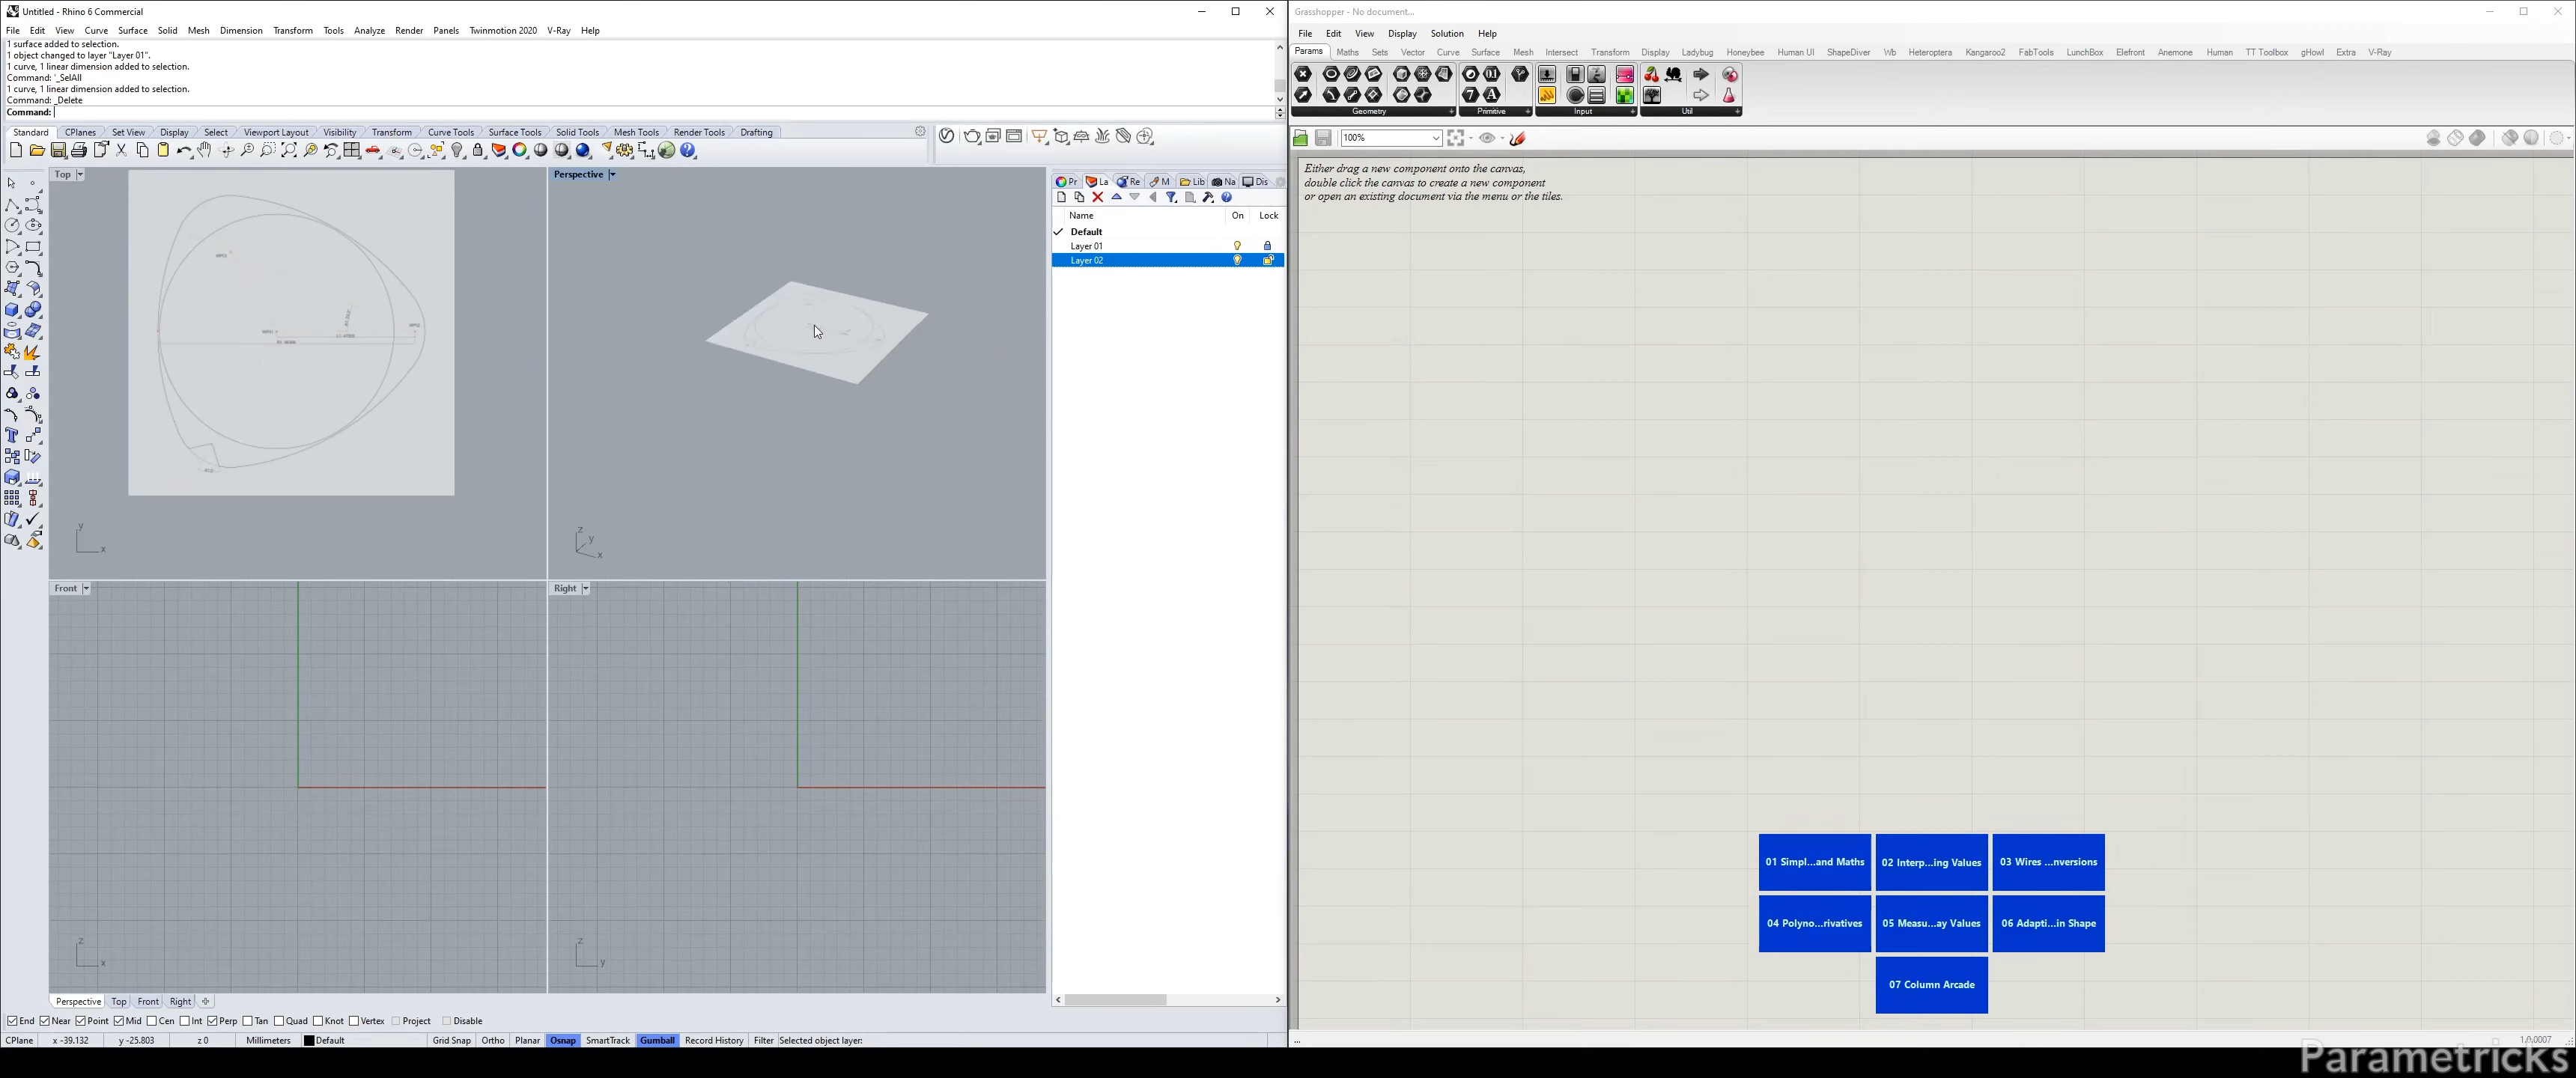 Untitled - Rhino 6 Commercial
File Edit View Curve Surface Solid Mesh Dimension Transform Tools Analyze Render Panels Twinmotion 2020 V-Ray Help
1 surface added to selection.
1 object changed to layer "Layer 01".
1 curve, 1 linear dimension added to selection.
Command: '_SelAll
1 curve, 1 linear dimension added to selection.
Command: _Delete
Command:
Standard CPlanes Set View Display Select Viewport Layout Visibility Transform Curve Tools Surface Tools Solid Tools Mesh Tools Render Tools Drafting
Top
Perspective
Pr La Re M Lib Na Dis
Name On Lock
Default
Layer 01
Layer 02
y
x
z
y
x
Front
Right
z
x
z
y
Perspective Top Front Right
End Near Point Mid Cen Int Perp Tan Quad Knot Vertex Project Disable
CPlane x -39.132 y -25.803 z 0 Millimeters Default Grid Snap Ortho Planar Osnap SmartTrack Gumball Record History Filter Selected object layer:
Grasshopper - No document...
File Edit View Display Solution Help
Params Maths Sets Vector Curve Surface Mesh Intersect Transform Display Ladybug Honeybee Human UI ShapeDiver Wb Heteroptera Kangaroo2 FabTools LunchBox Elefront Anemone Human TT Toolbox gHowl Extra V-Ray
Geometry Primitive Input Util
100%
Either drag a new component onto the canvas,
double click the canvas to create a new component
or open an existing document via the menu or the tiles.
01 Simpl...and Maths 02 Interp...ing Values 03 Wires ...nversions
04 Polyno...rivatives 05 Measu...ay Values 06 Adapti...in Shape
07 Column Arcade
...
1.0.0007
Parametricks